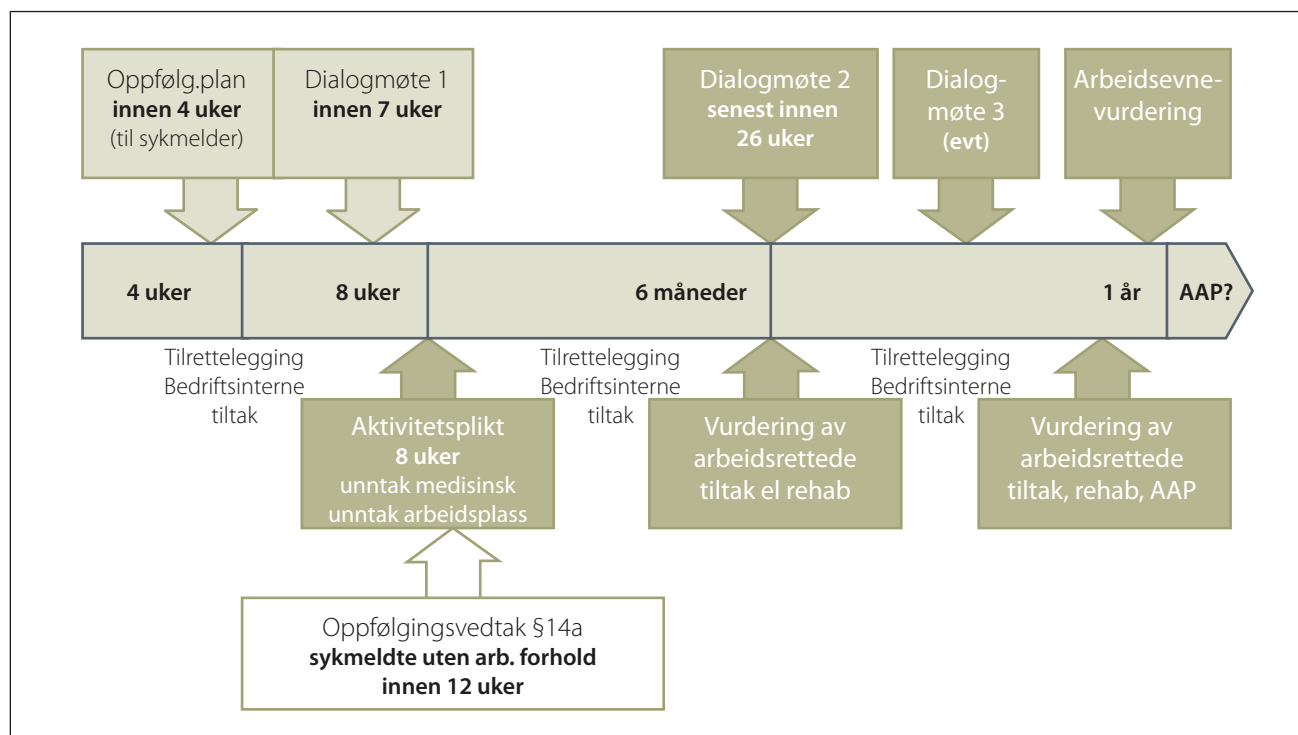 Oppfølg.plan
innen 4 uker
(til sykmelder)
Dialogmøte 1
innen 7 uker
Dialogmøte 2
senest innen
26 uker
Dialog-
møte 3
(evt)
Arbeidsevne-
vurdering
4 uker
8 uker
6 måneder
1 år
AAP?
Tilrettelegging
Bedriftsinterne
tiltak
Tilrettelegging
Bedriftsinterne
tiltak
Tilrettelegging
Bedriftsinterne
tiltak
Aktivitetsplikt
8 uker
unntak medisinsk
unntak arbeidsplass
Vurdering av
arbeidsrettede
tiltak el rehab
Vurdering av
arbeidsrettede
tiltak, rehab, AAP
Oppfølgingsvedtak §14a
sykmeldte uten arb. forhold
innen 12 uker